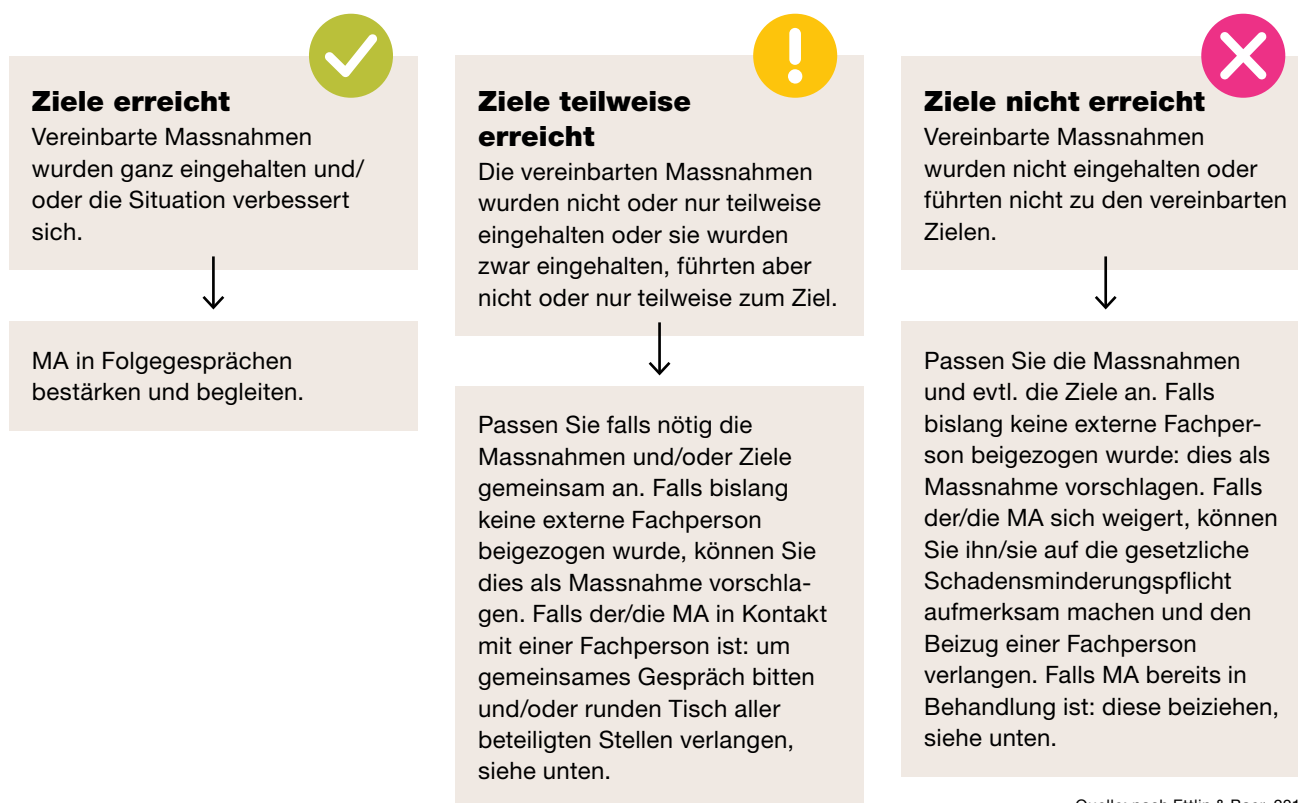 Ziele erreicht
Vereinbarte Massnahmen
wurden ganz eingehalten und/
oder die Situation verbessert
sich.
MA in Folgegesprächen
bestärken und begleiten.
Ziele teilweise
erreicht
Die vereinbarten Massnahmen
wurden nicht oder nur teilweise
eingehalten oder sie wurden
zwar eingehalten, führten aber
nicht oder nur teilweise zum Ziel.
Passen Sie falls nötig die
Massnahmen und/oder Ziele
gemeinsam an. Falls bislang
keine externe Fachperson
beigezogen wurde, können Sie
dies als Massnahme vorschla-
gen. Falls der/die MA in Kontakt
mit einer Fachperson ist: um
gemeinsames Gespräch bitten
und/oder runden Tisch aller
beteiligten Stellen verlangen,
siehe unten.
Ziele nicht erreicht
Vereinbarte Massnahmen
wurden nicht eingehalten oder
führten nicht zu den vereinbarten
Zielen.
Passen Sie die Massnahmen
und evtl. die Ziele an. Falls
bislang keine externe Fachper-
son beigezogen wurde: dies als
Massnahme vorschlagen. Falls
der/die MA sich weigert, können
Sie ihn/sie auf die gesetzliche
Schadensminderungspflicht
aufmerksam machen und den
Beizug einer Fachperson
verlangen. Falls MA bereits in
Behandlung ist: diese beiziehen,
siehe unten.